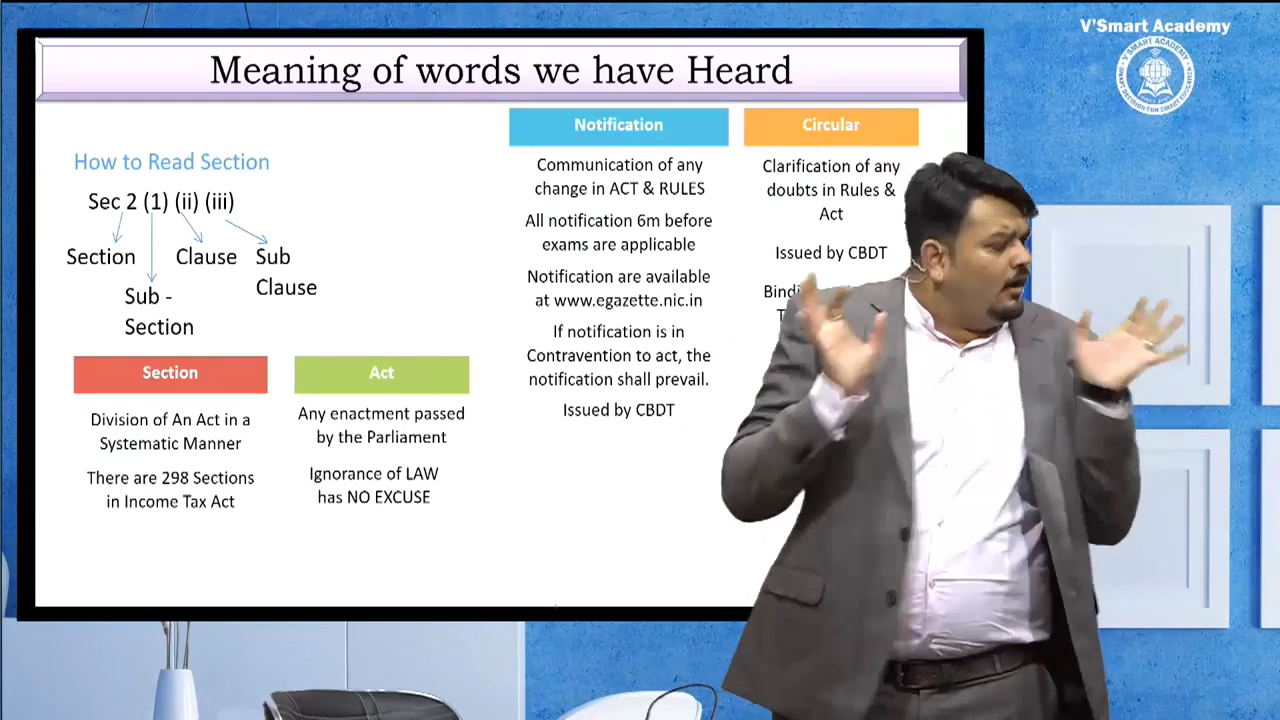 V'Smart Academy
Meaning of words we have Heard
How to Read Section
Sec 2 (1) (ii) (iii)
Section
Clause
Sub
Clause
Sub -
Section
Section
Division of An Act in a
Systematic Manner
There are 298 Sections
in Income Tax Act
Act
Any enactment passed
by the Parliament
Ignorance of LAW
has NO EXCUSE
Notification
Communication of any
change in ACT & RULES
All notification 6m before
exams are applicable
Notification are available
at www.egazette.nic.in
If notification is in
Contravention to act, the
notification shall prevail.
Issued by CBDT
Circular
Clarification of any
doubts in Rules &
Act
Issued by CBDT